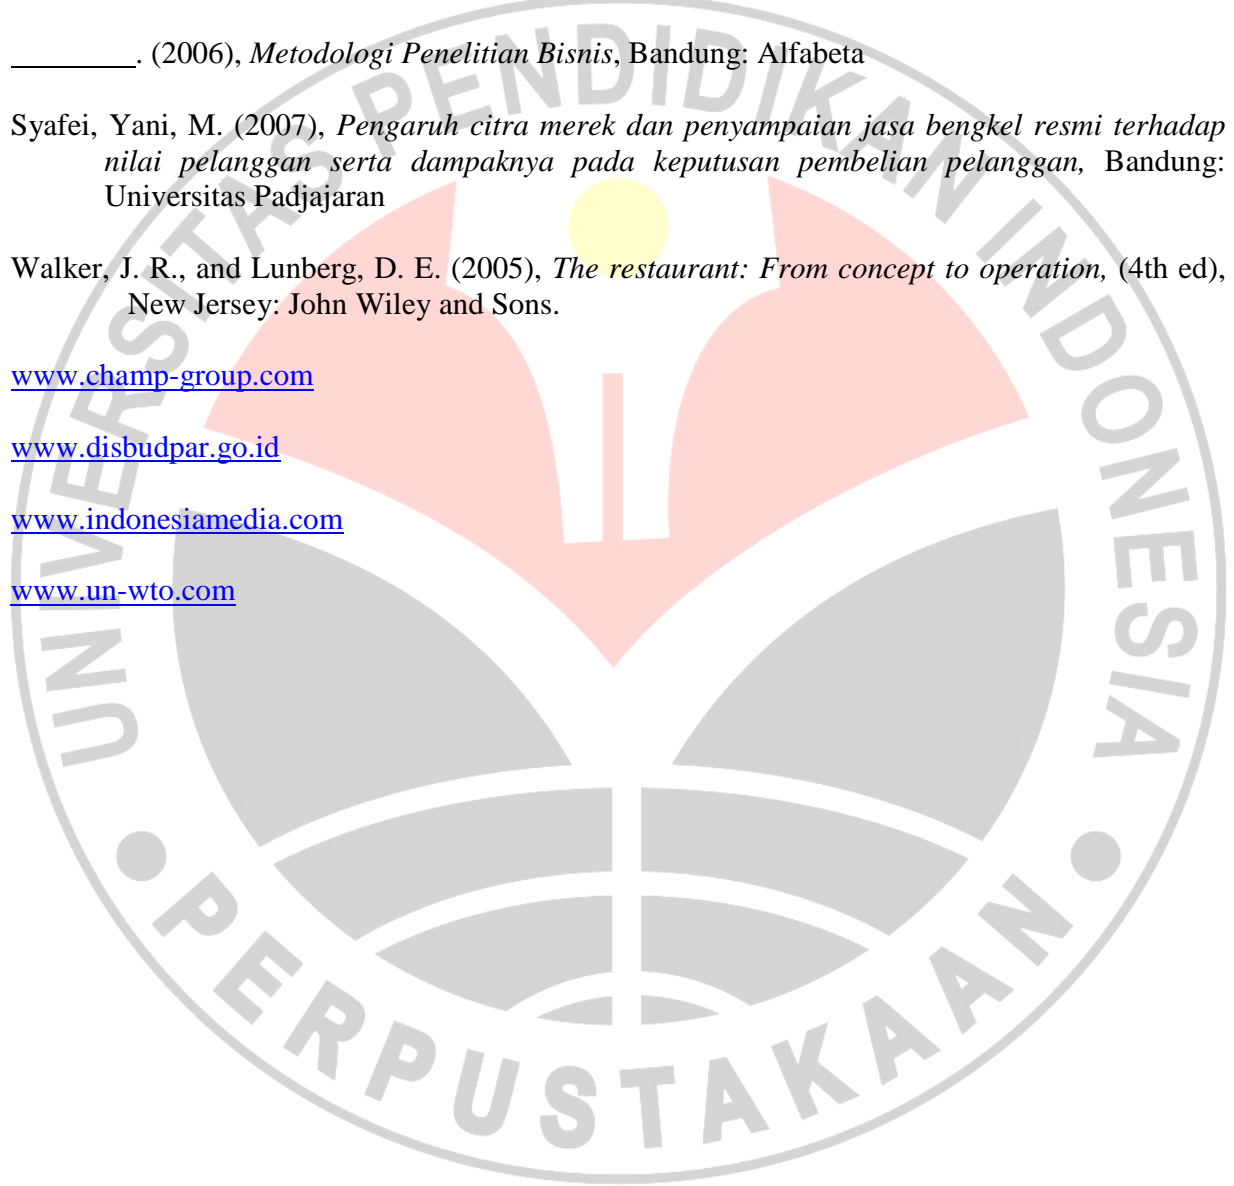 ________. (2006), Metodologi Penelitian Bisnis, Bandung: Alfabeta
Syafei, Yani, M. (2007), Pengaruh citra merek dan penyampaian jasa bengkel resmi terhadap
nilai pelanggan serta dampaknya pada keputusan pembelian pelanggan, Bandung:
Universitas Padjajaran
Walker, J. R., and Lunberg, D. E. (2005), The restaurant: From concept to operation, (4th ed),
New Jersey: John Wiley and Sons.
www.champ-group.com
www.disbudpar.go.id
www.indonesiamedia.com
www.un-wto.com
UNIVERSITAS PENDIDIKAN INDONESIA
PERPUSTAKAAN